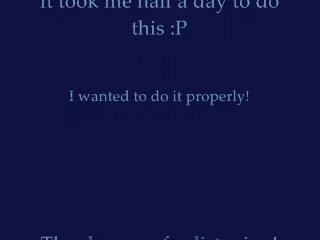 It took me half a day to do
this :P
I wanted to do it properly!